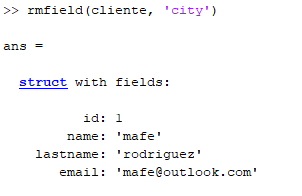 >> rmfield(cliente, 'city')
ans =
struct with fields:
id: 1
name: 'mafe'
lastname: 'rodriguez'
email: 'mafe@outlook.com'